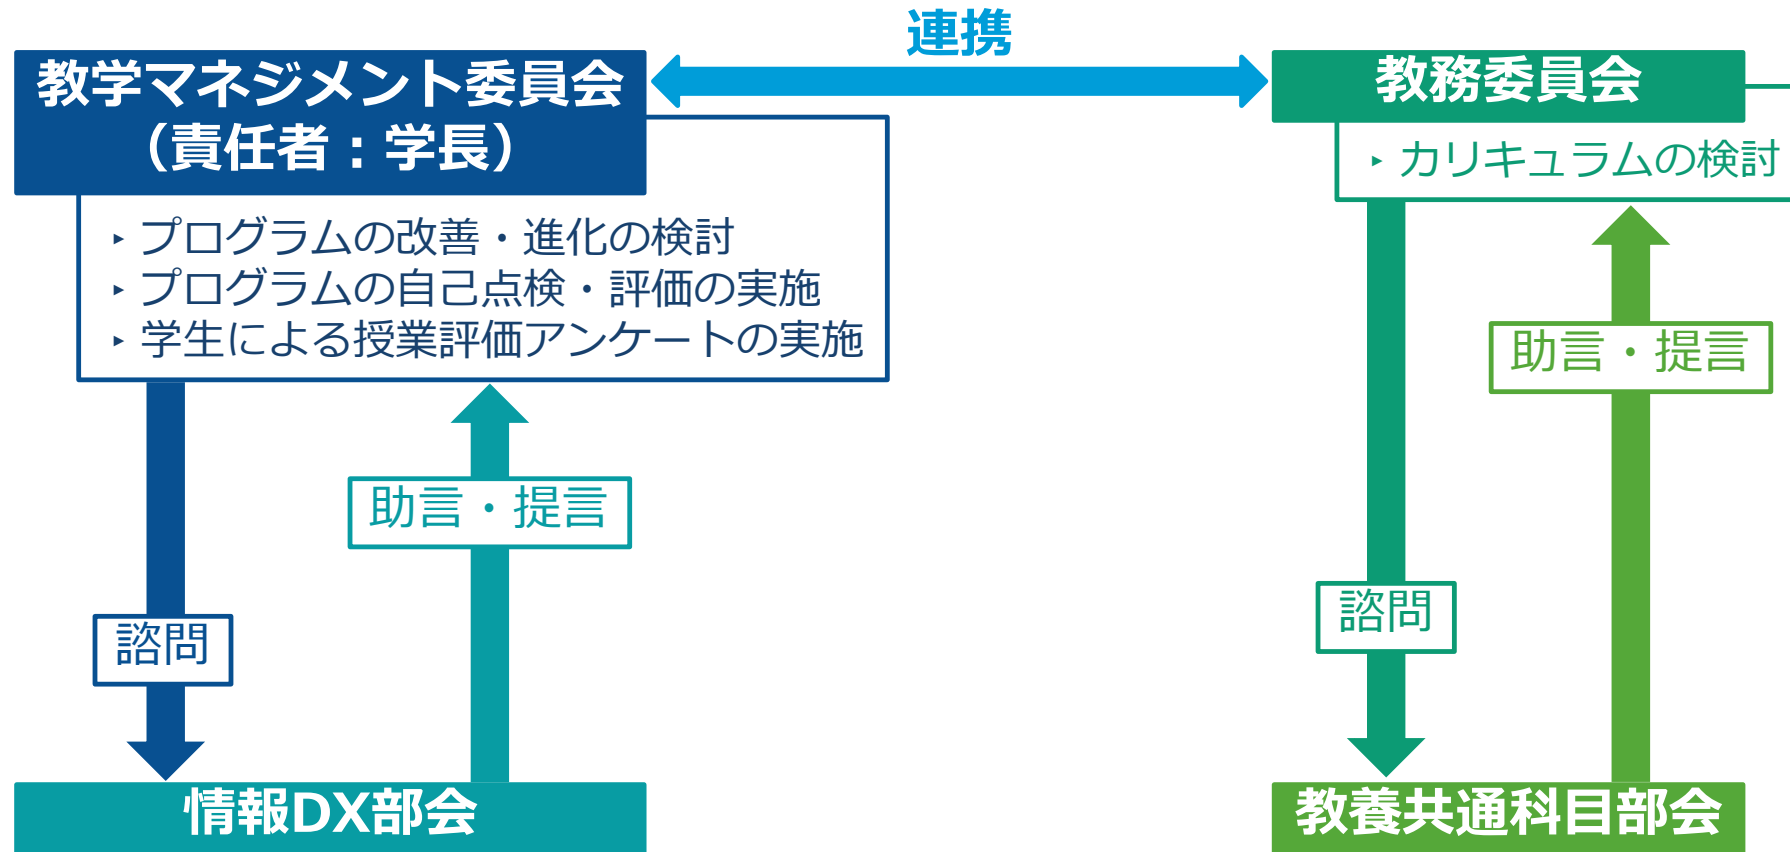 連携
教学マネジメント委員会
（責任者：学長）
‣ プログラムの改善・進化の検討
‣ プログラムの自己点検・評価の実施
‣ 学生による授業評価アンケートの実施
助言・提言
諮問
情報DX部会
教務委員会
‣ カリキュラムの検討
助言・提言
諮問
教養共通科目部会